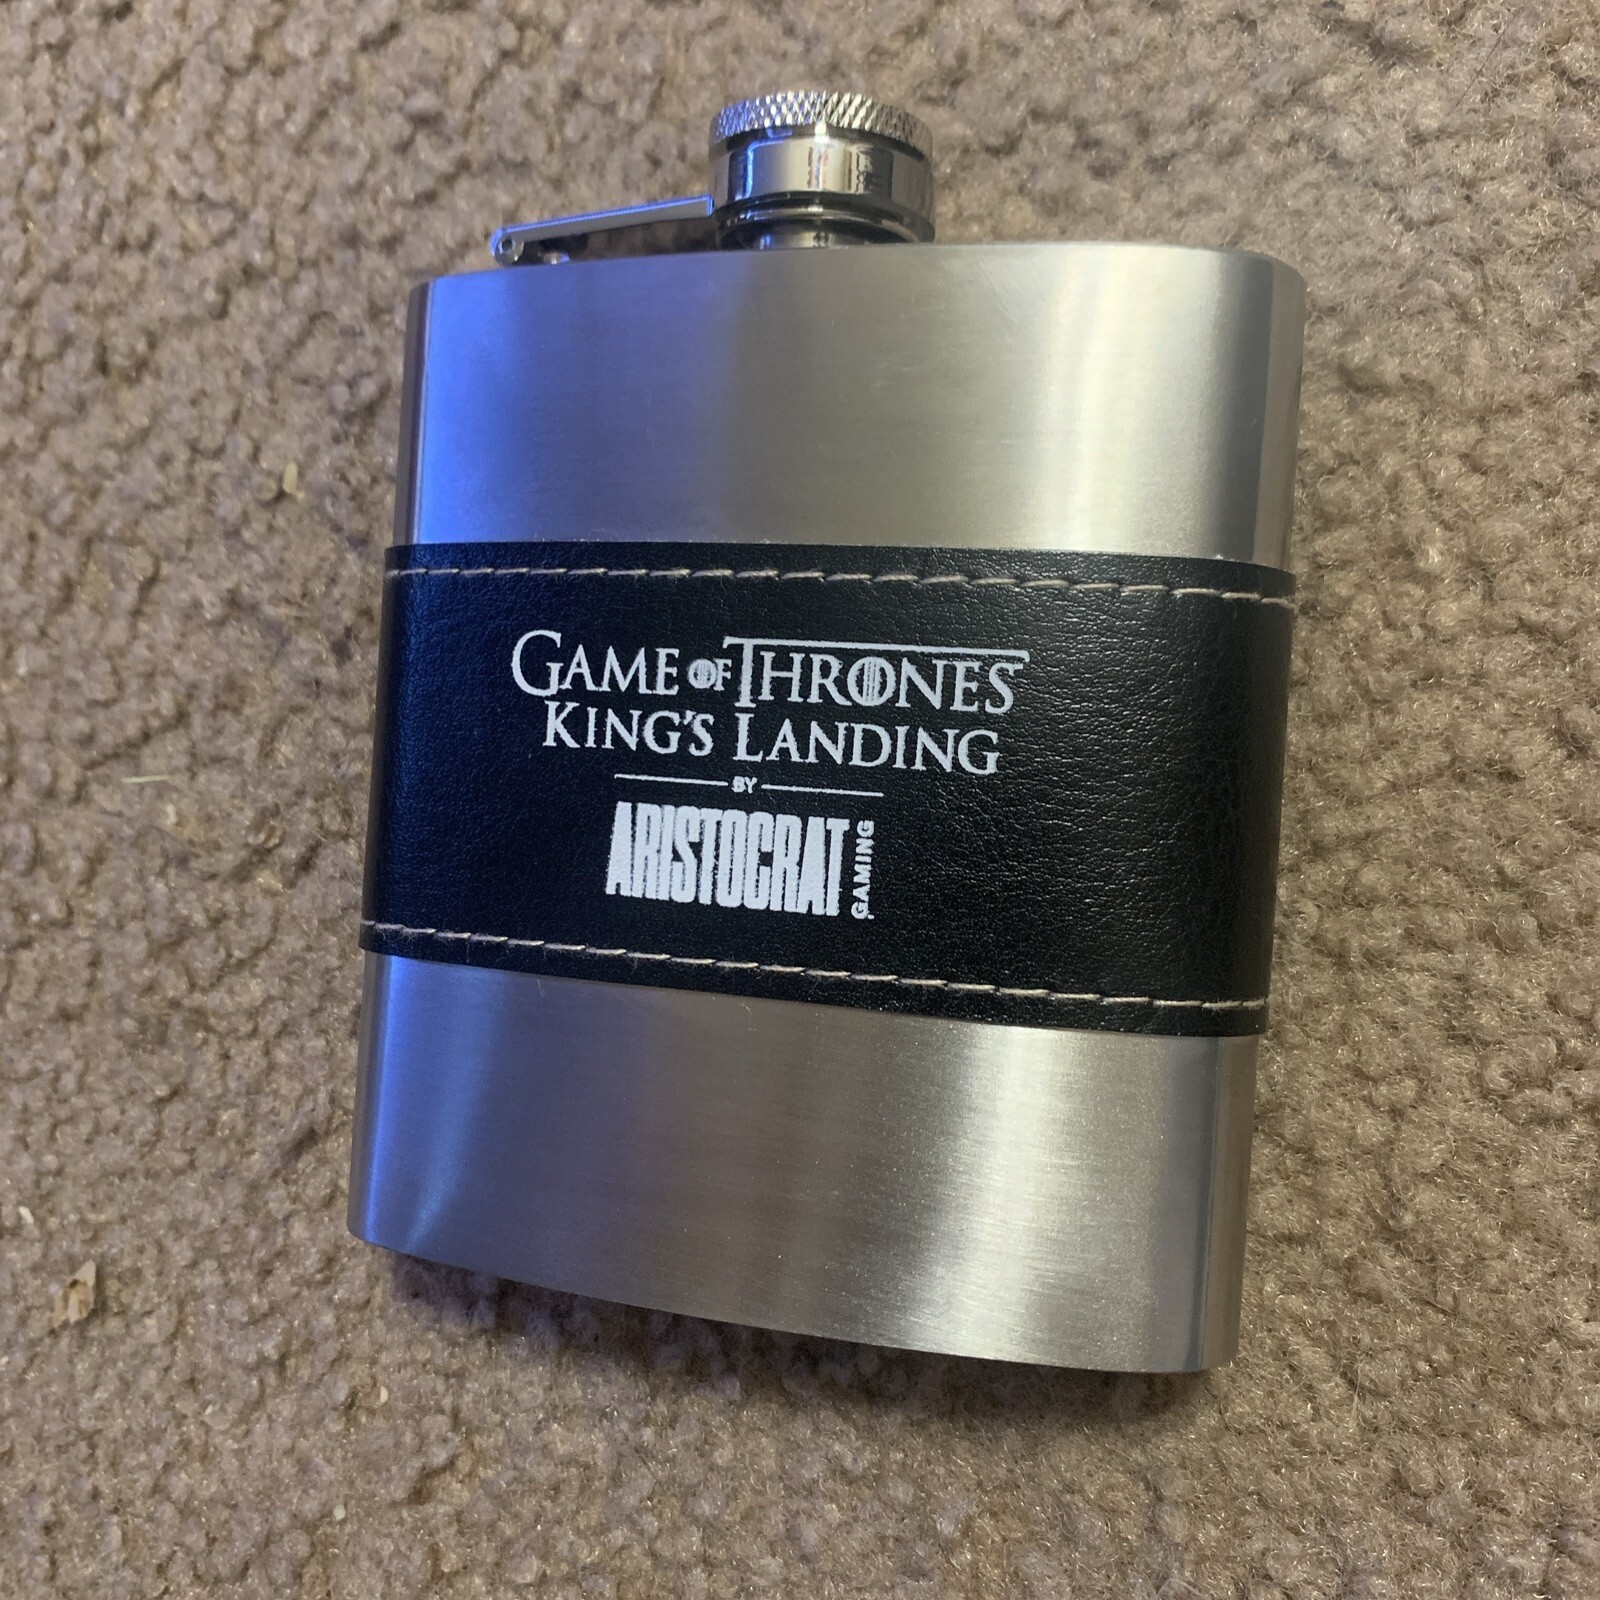 GAME OF THRONES
KING'S LANDING
BY
ARISTOCRAT GAMING